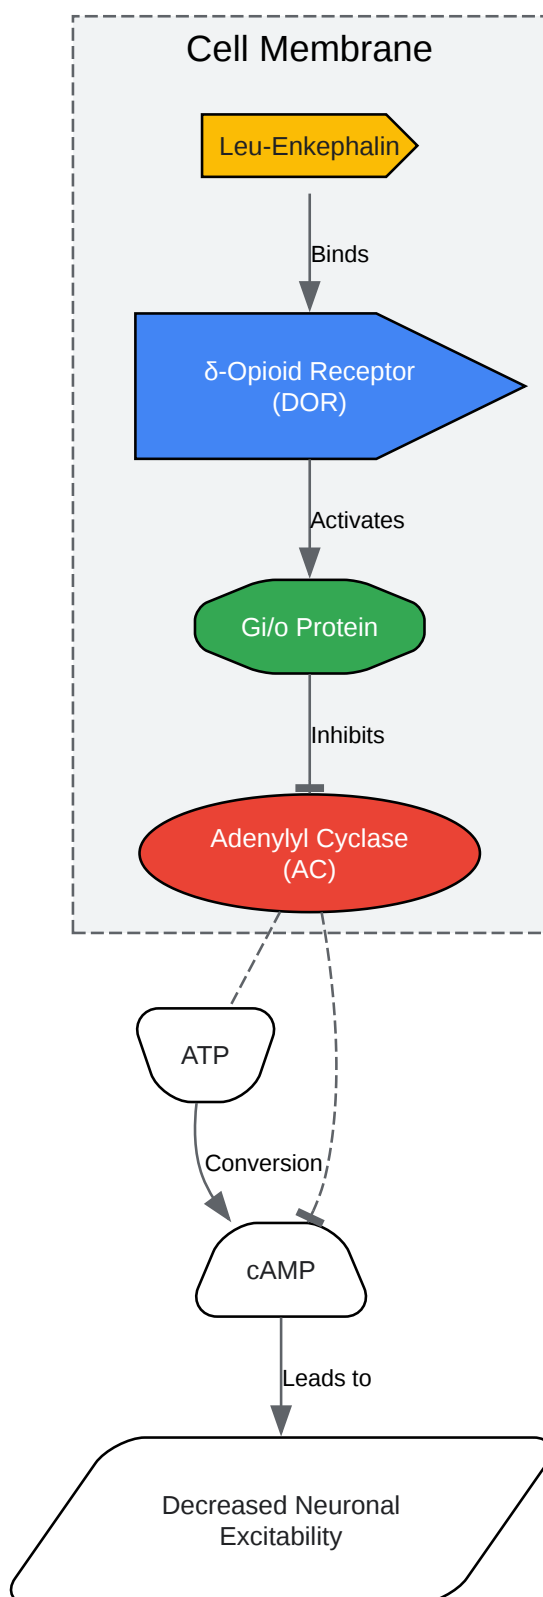 Cell Membrane
Leu-Enkephalin
Binds
δ-Opioid Receptor
(DOR)
Activates
Gi/o Protein
Inhibits
Adenylyl Cyclase
(AC)
ATP
Conversion
cAMP
Leads to
Decreased Neuronal
Excitability